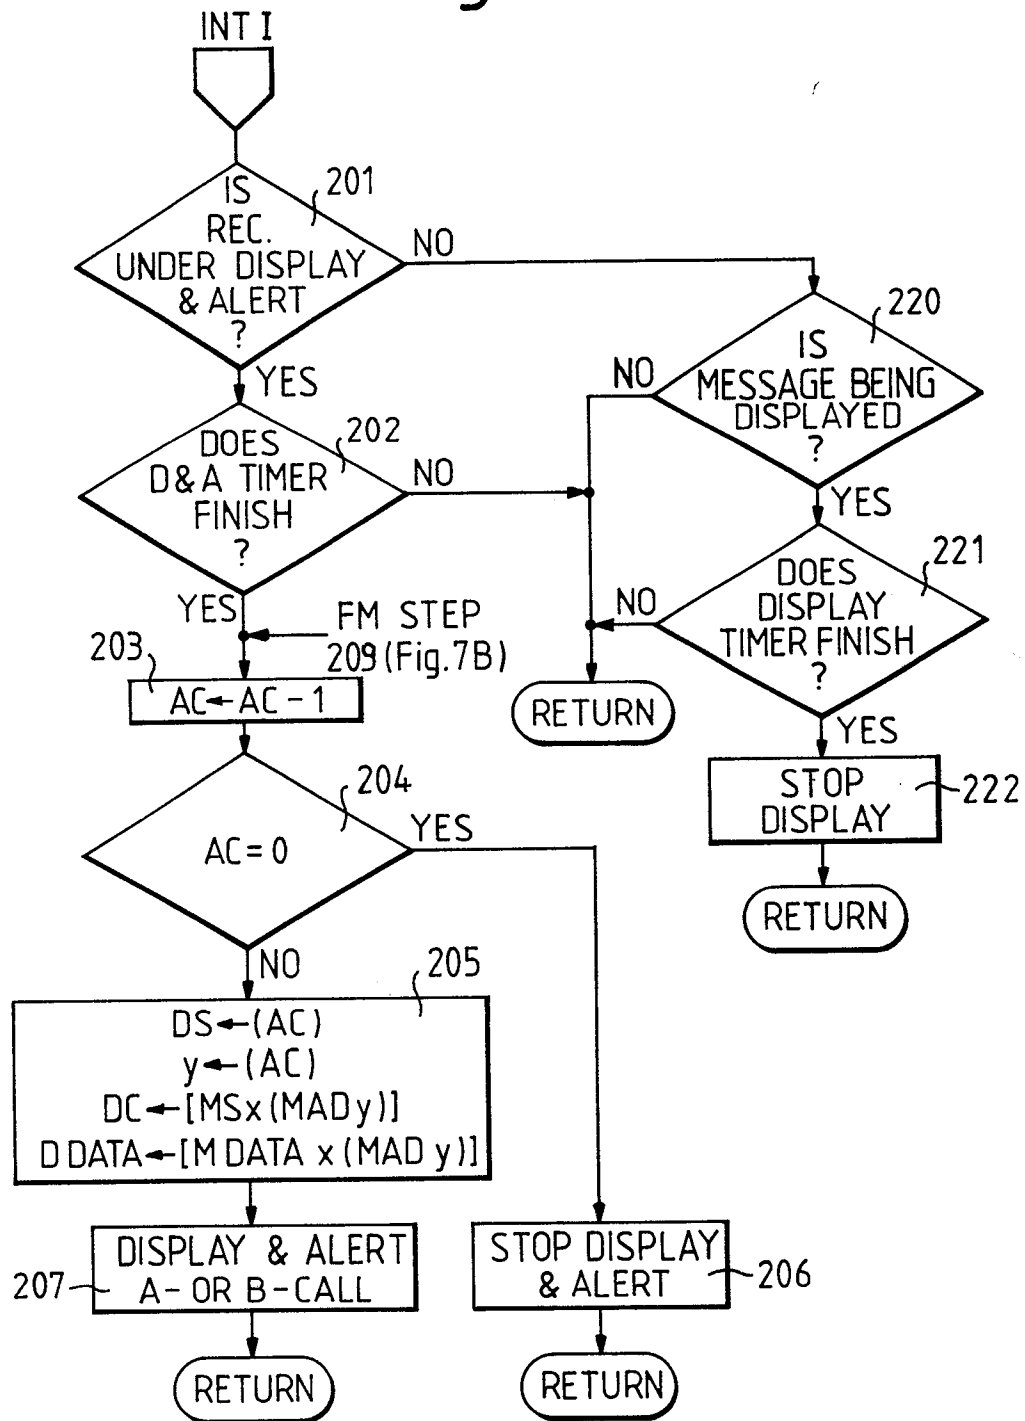 INT I
IS
REC.
UNDER DISPLAY
& ALERT
?
201
NO
YES
220
IS
MESSAGE BEING
DISPLAYED
?
NO
YES
202
DOES
D&A TIMER
FINISH
?
NO
YES
221
DOES
DISPLAY
TIMER FINISH
?
NO
YES
FM STEP
209 (Fig.7B)
203
AC←AC-1
RETURN
STOP
DISPLAY
222
RETURN
204
AC=0
YES
NO
205
DS←(AC)
y←(AC)
DC←[MSx(MADy)]
D DATA←[M DATA x (MAD y)]
DISPLAY & ALERT
A- OR B-CALL
207
STOP DISPLAY
& ALERT
206
RETURN
RETURN